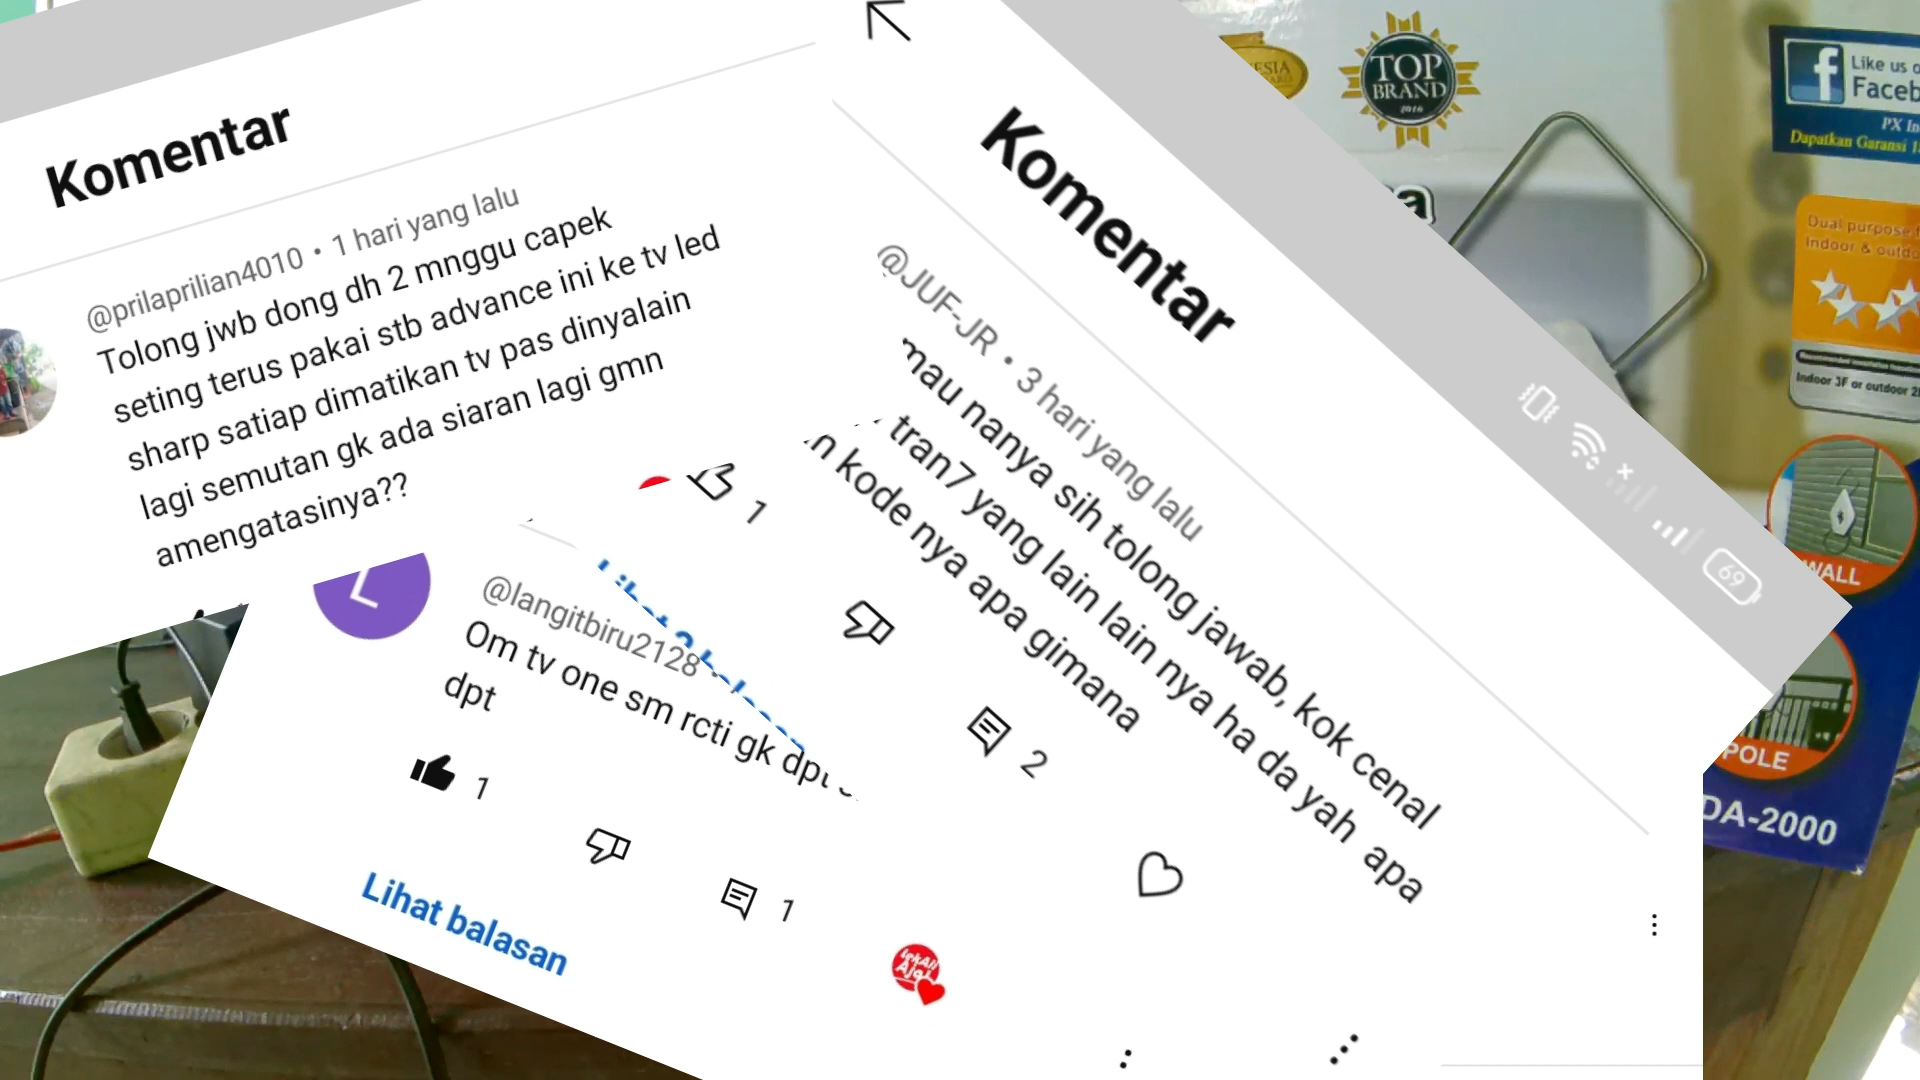 Komentar
@prilaprilian4010 • 1 hari yang lalu
Tolong jwb dong dh 2 mnggu capek
seting terus pakai stb advance ini ke tv led
sharp satiap dimatikan tv pas dinyalain
lagi semutan gk ada siaran lagi gmn
amengatasinya??
1
Komentar
@JUF-JR • 3 hari yang lalu
mau nanya sih tolong jawab, kok cenal
tran7 yang lain lain nya ha da yah apa
kode nya apa gimana
2
L
@langitbiru2128
Om tv one sm rcti gk dpt
dpt
1
1
Lihat balasan
69
TOP
BRAND
2016
Like us
PX
Dapatkan Garansi
Dual purpose
Indoor &
Indoor 3F or outdoor
WALL
POLE
DA-2000